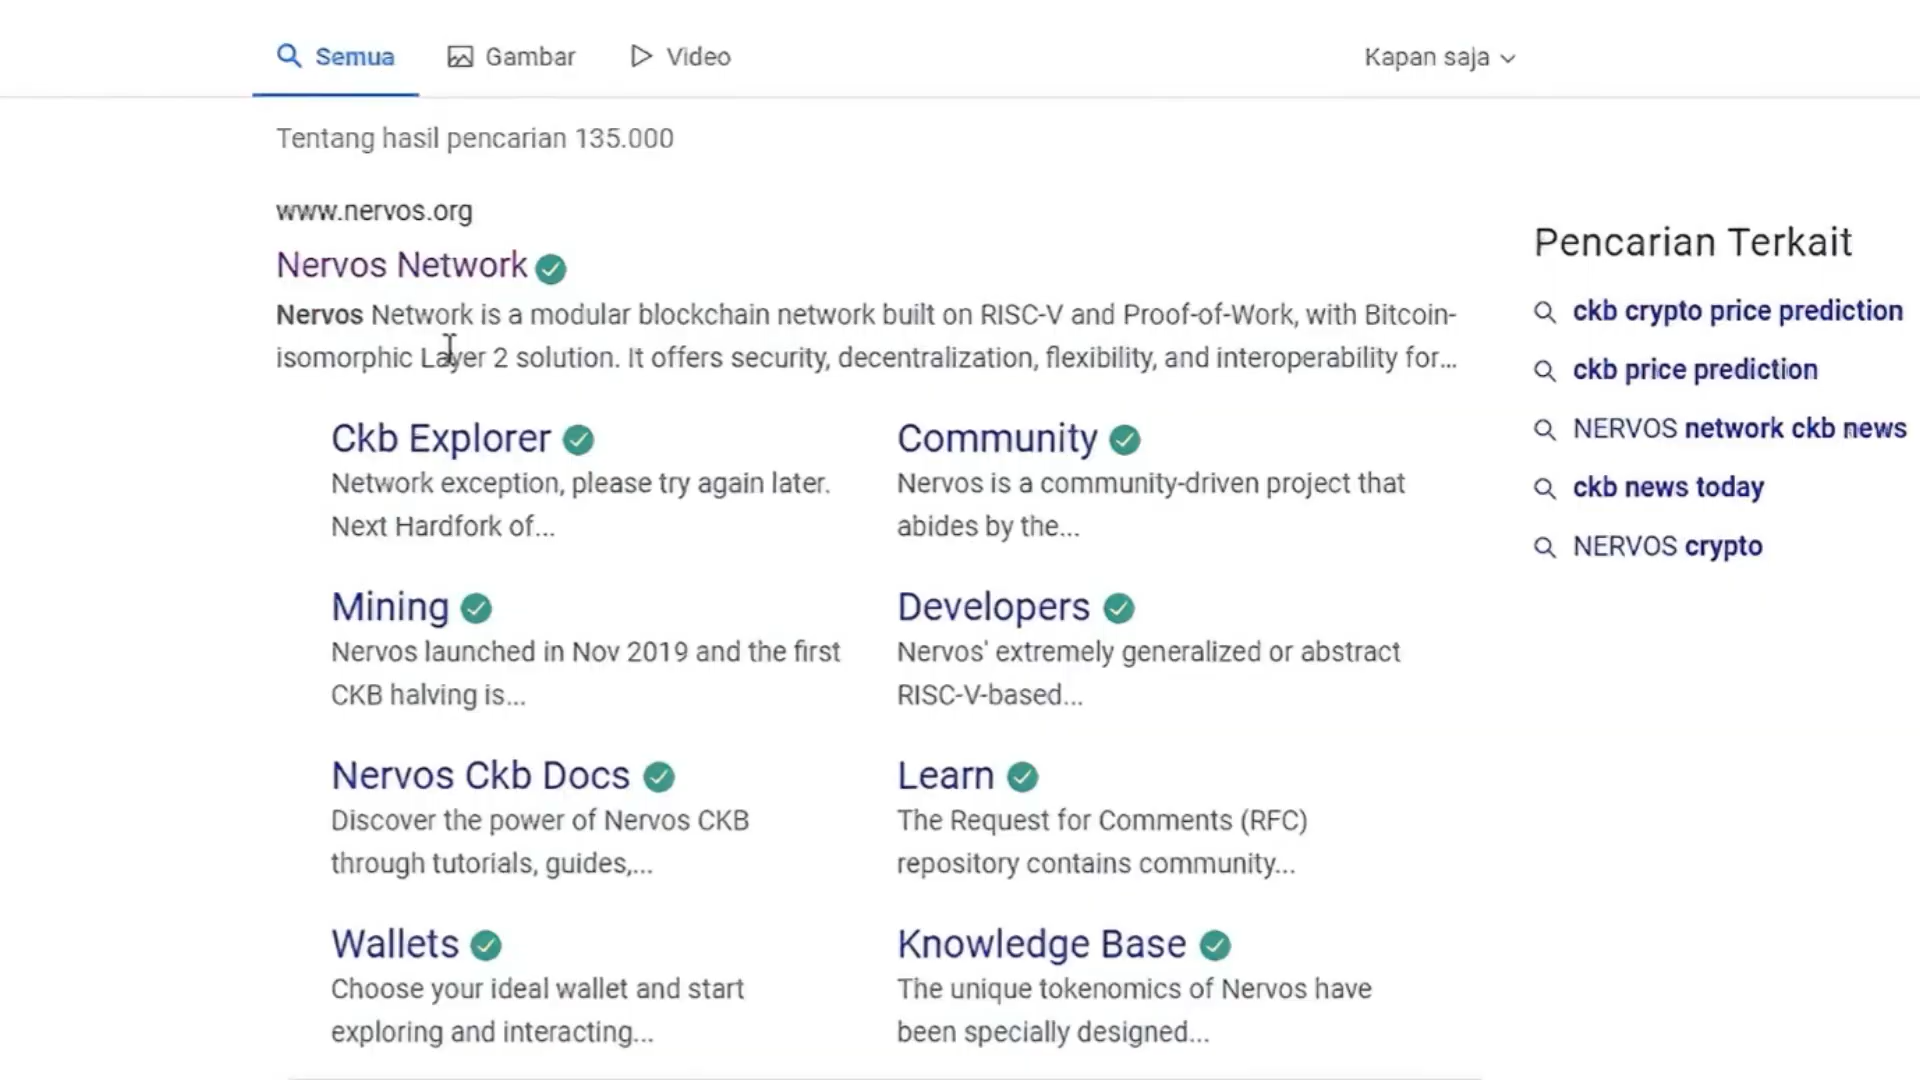 Semua Gambar Video Kapan saja
Tentang hasil pencarian 135.000
www.nervos.org
Nervos Network
Nervos Network is a modular blockchain network built on RISC-V and Proof-of-Work, with Bitcoin-
isomorphic Layer 2 solution. It offers security, decentralization, flexibility, and interoperability for...
Ckb Explorer
Network exception, please try again later.
Next Hardfork of...
Community
Nervos is a community-driven project that
abides by the...
Mining
Nervos launched in Nov 2019 and the first
CKB halving is...
Developers
Nervos' extremely generalized or abstract
RISC-V-based...
Nervos Ckb Docs
Discover the power of Nervos CKB
through tutorials, guides,...
Learn
The Request for Comments (RFC)
repository contains community...
Wallets
Choose your ideal wallet and start
exploring and interacting...
Knowledge Base
The unique tokenomics of Nervos have
been specially designed...
Pencarian Terkait
ckb crypto price prediction
ckb price prediction
NERVOS network ckb news
ckb news today
NERVOS crypto